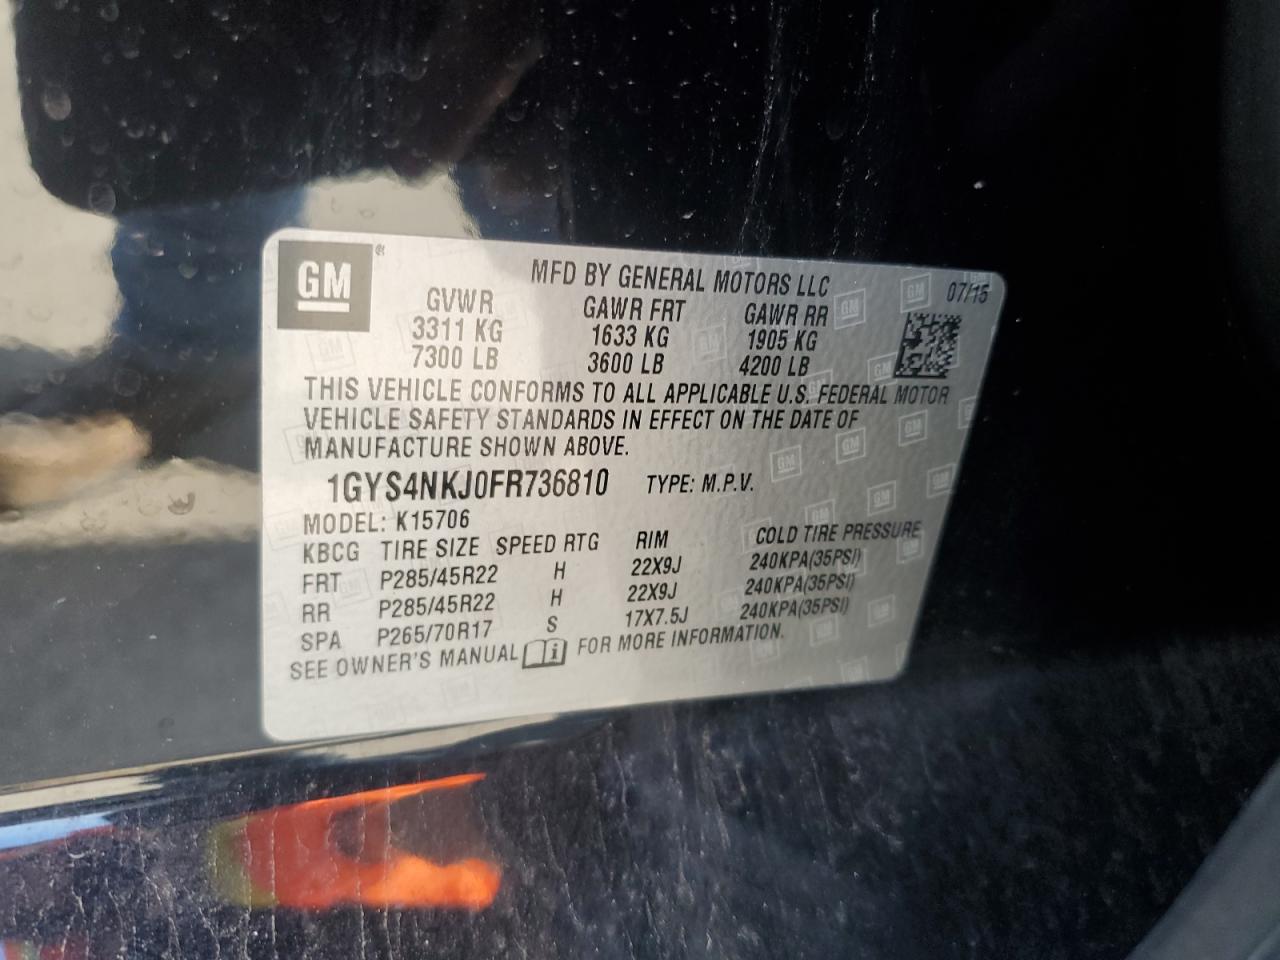 GM ®
MFD BY GENERAL MOTORS LLC
07/15
GVWR GAWR FRT GAWR RR
3311 KG 1633 KG 1905 KG
7300 LB 3600 LB 4200 LB
THIS VEHICLE CONFORMS TO ALL APPLICABLE U.S. FEDERAL MOTOR
VEHICLE SAFETY STANDARDS IN EFFECT ON THE DATE OF
MANUFACTURE SHOWN ABOVE.
1GYS4NKJ0FR736810 TYPE: M.P.V.
MODEL: K15706
KBCG TIRE SIZE SPEED RTG RIM COLD TIRE PRESSURE
FRT P285/45R22 H 22X9J 240KPA(35PSI)
RR P285/45R22 H 22X9J 240KPA(35PSI)
SPA P265/70R17 S 17X7.5J 240KPA(35PSI)
SEE OWNER'S MANUAL i FOR MORE INFORMATION.